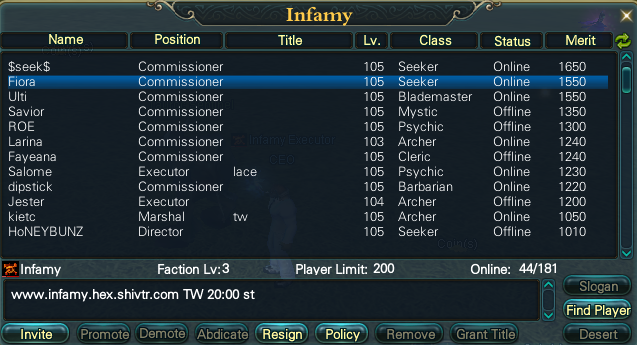 Infamy
Name Position Title Lv. Class Status Merit
$seek$ Commissioner 105 Seeker Online 1650
Fiora Commissioner 105 Seeker Online 1550
Ulti Commissioner 105 Blademaster Online 1550
Savior Commissioner 105 Mystic Offline 1350
ROE Commissioner 105 Psychic Offline 1300
Larina Commissioner 103 Archer Online 1240
Fayeana Commissioner 105 Cleric Offline 1240
Salome Executor lace 105 Psychic Online 1230
dipstick Commissioner 105 Barbarian Online 1220
Jester Executor 104 Archer Offline 1200
kietc Marshal tw 105 Archer Online 1050
HoNEYBUNZ Director 105 Seeker Offline 1010
Infamy Faction Lv:3 Player Limit: 200 Online: 44/181
www.infamy.hex.shivtr.com TW 20:00 st
Slogan
Find Player
Invite Promote Demote Abdicate Resign Policy Remove Grant Title Desert